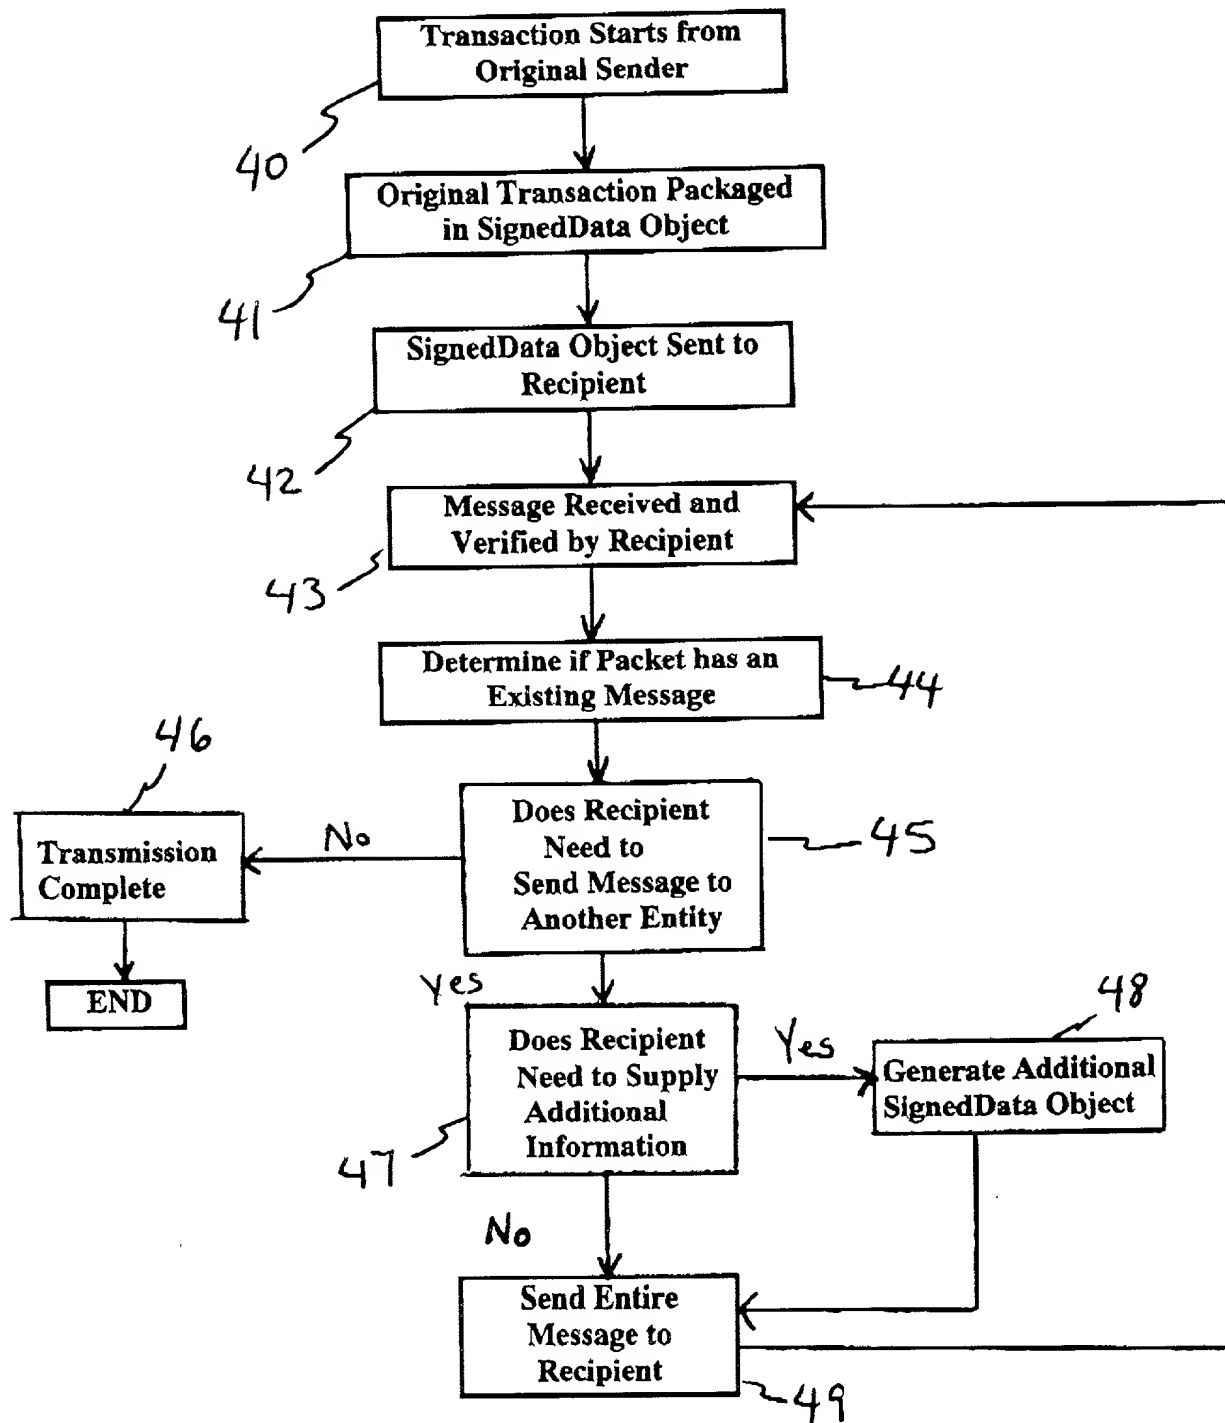 Transaction Starts from
Original Sender
40
Original Transaction Packaged
in SignedData Object
41
SignedData Object Sent to
Recipient
42
Message Received and
Verified by Recipient
43
Determine if Packet has an
Existing Message
44
46
Does Recipient
Need to
Send Message to
Another Entity
45
No
Transmission
Complete
END
Yes
Does Recipient
Need to Supply
Additional
Information
47
Yes
48
Generate Additional
SignedData Object
No
Send Entire
Message to
Recipient
49